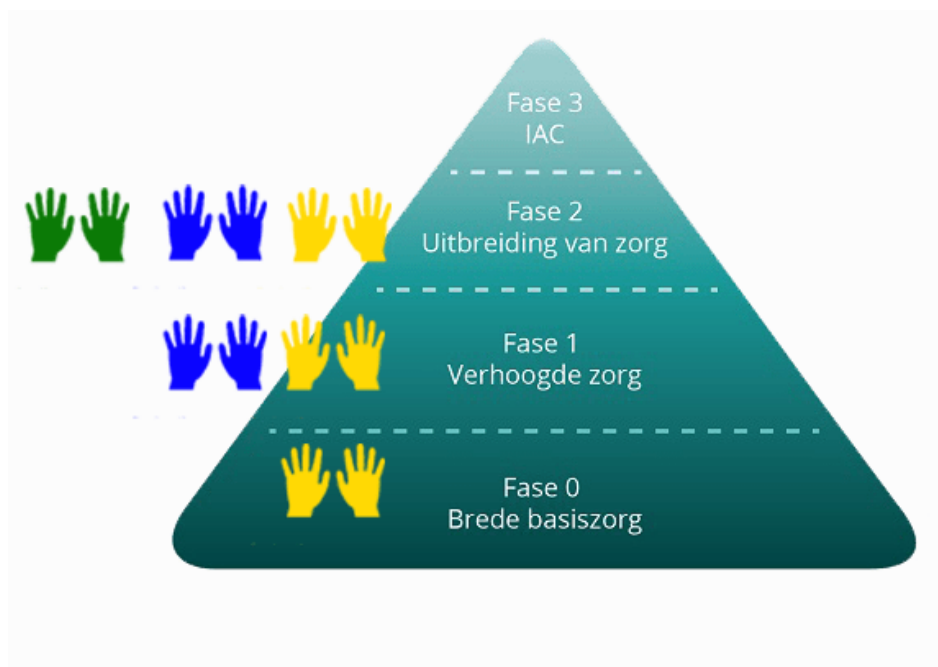 Fase 3
IAC
Fase 2
Uitbreiding van zorg
Fase 1
Verhoogde zorg
Fase 0
Brede basiszorg